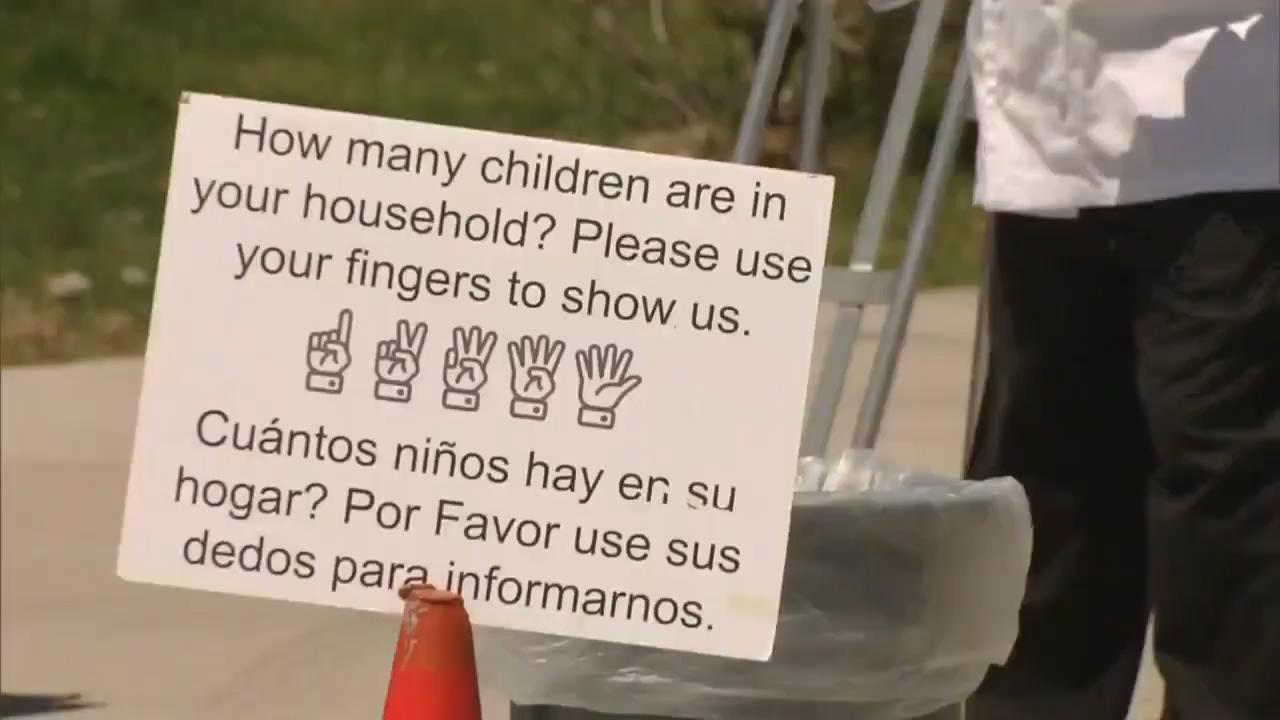 How many children are in
your household? Please use
your fingers to show us.
Cuántos niños hay en su
hogar? Por Favor use sus
dedos para informarnos.